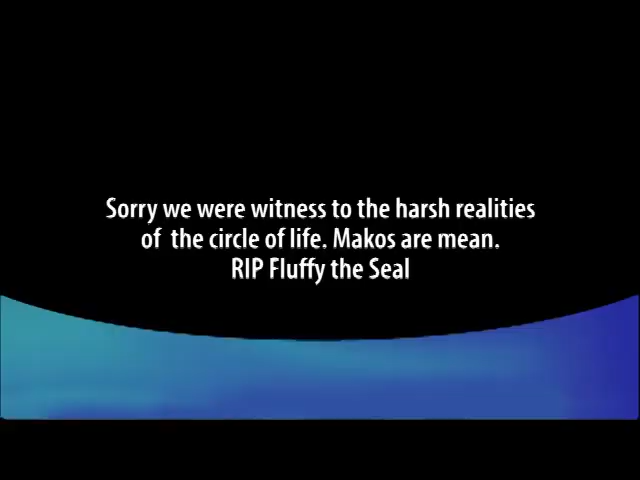 Sorry we were witness to the harsh realities
of the circle of life. Makos are mean.
RIP Fluffy the Seal